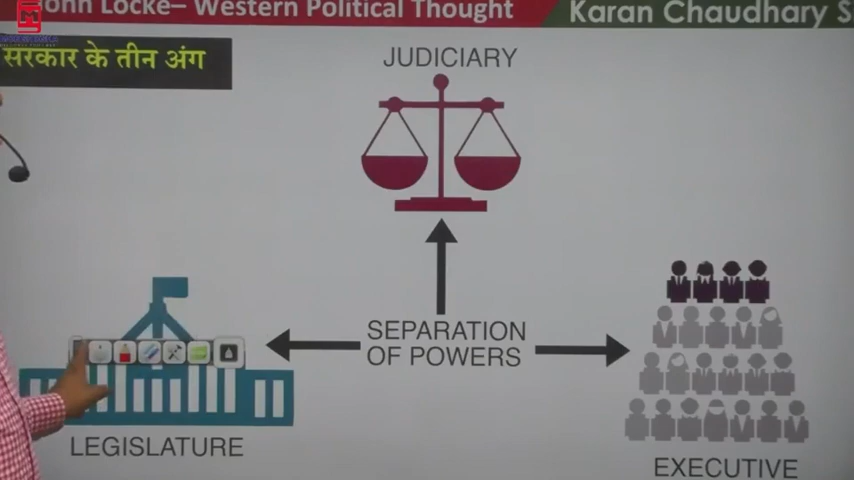 John Locke– Western Political Thought
Karan Chaudhary S
सरकार के तीन अंग
JUDICIARY
SEPARATION
OF POWERS
LEGISLATURE
EXECUTIVE